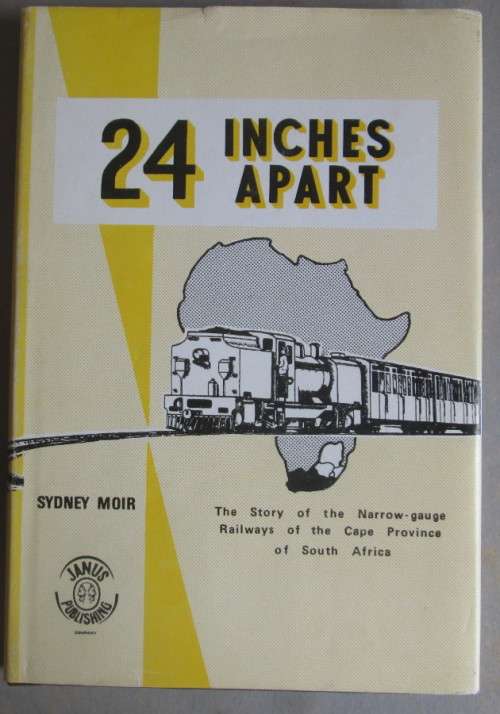 24 INCHES
APART
SYDNEY MOIR
The Story of the Narrow-gauge
Railways of the Cape Province
of South Africa
JANUS
PUBLISHING
COMPANY